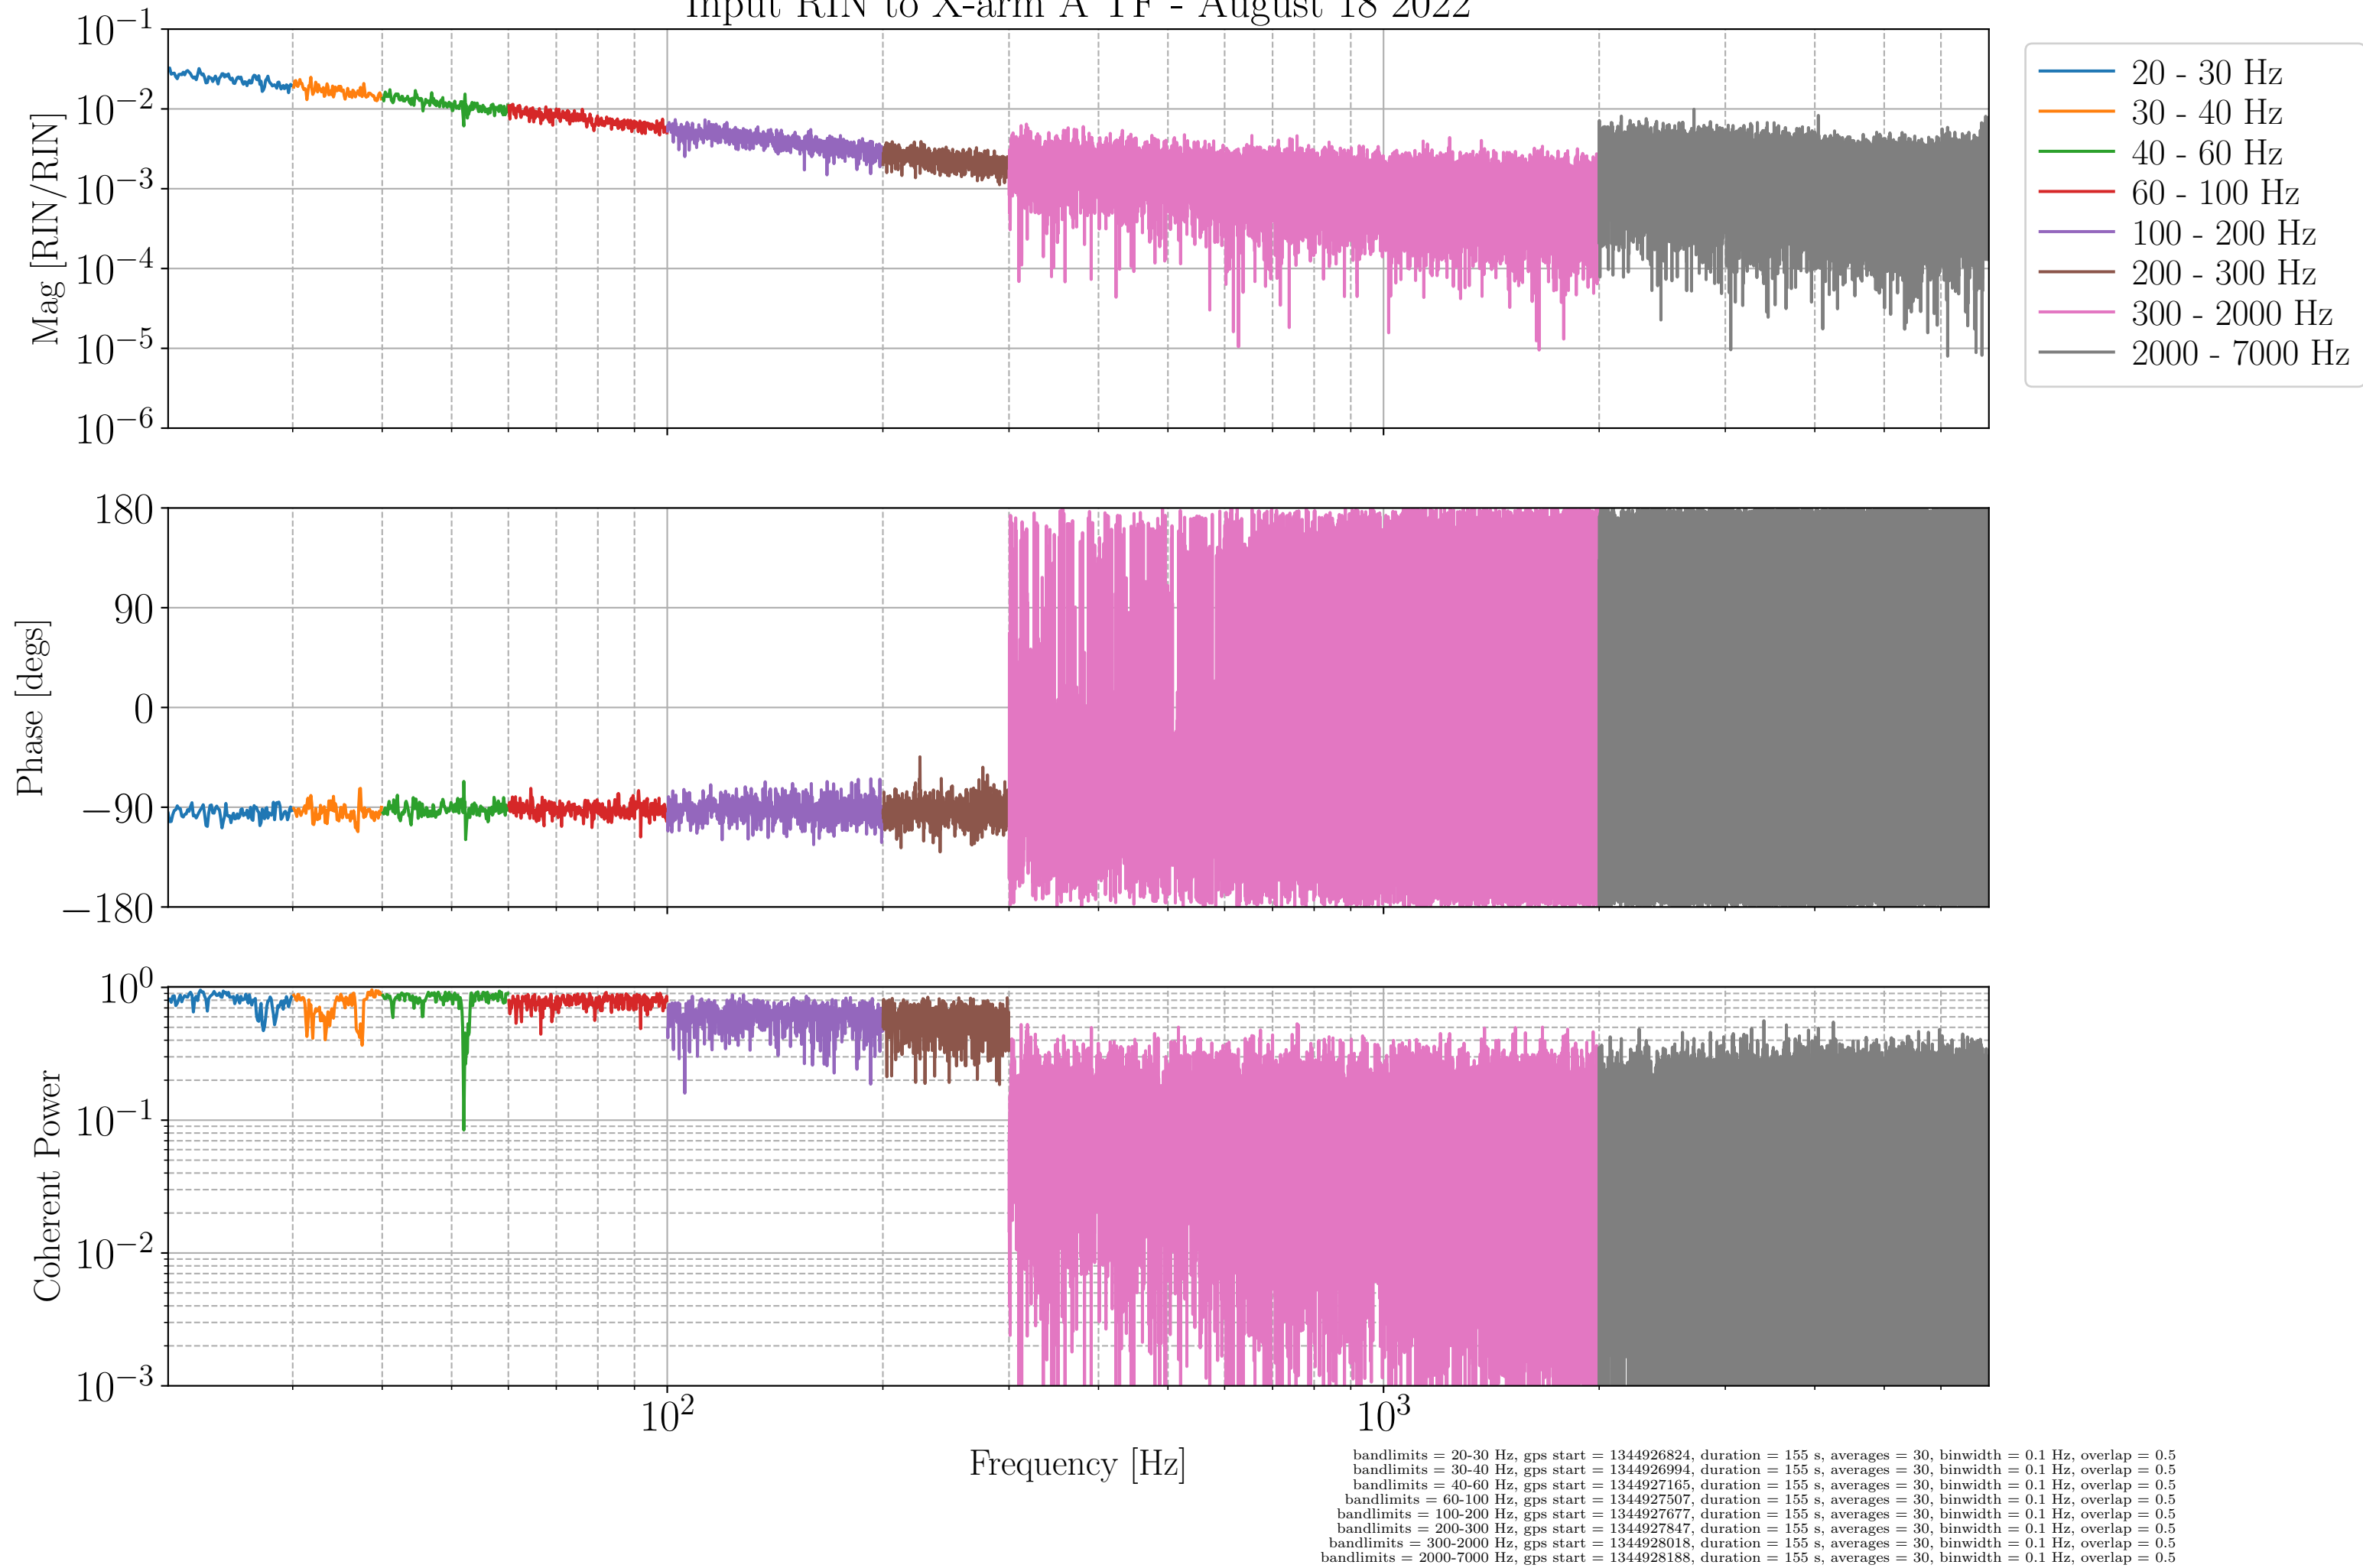 Input RIN to X-arm A TF - August 18 2022
10−1
10−2
10−3
10−4
10−5
10−6
Mag [RIN/RIN]
20 - 30 Hz
30 - 40 Hz
40 - 60 Hz
60 - 100 Hz
100 - 200 Hz
200 - 300 Hz
300 - 2000 Hz
2000 - 7000 Hz
180
90
0
−90
−180
Phase [degs]
10⁰
10−1
10−2
10−3
Coherent Power
10² 10³
Frequency [Hz]
bandlimits = 20-30 Hz, gps start = 1344926824, duration = 155 s, averages = 30, binwidth = 0.1 Hz, overlap = 0.5
bandlimits = 30-40 Hz, gps start = 1344926994, duration = 155 s, averages = 30, binwidth = 0.1 Hz, overlap = 0.5
bandlimits = 40-60 Hz, gps start = 1344927165, duration = 155 s, averages = 30, binwidth = 0.1 Hz, overlap = 0.5
bandlimits = 60-100 Hz, gps start = 1344927507, duration = 155 s, averages = 30, binwidth = 0.1 Hz, overlap = 0.5
bandlimits = 100-200 Hz, gps start = 1344927677, duration = 155 s, averages = 30, binwidth = 0.1 Hz, overlap = 0.5
bandlimits = 200-300 Hz, gps start = 1344927847, duration = 155 s, averages = 30, binwidth = 0.1 Hz, overlap = 0.5
bandlimits = 300-2000 Hz, gps start = 1344928018, duration = 155 s, averages = 30, binwidth = 0.1 Hz, overlap = 0.5
bandlimits = 2000-7000 Hz, gps start = 1344928188, duration = 155 s, averages = 30, binwidth = 0.1 Hz, overlap = 0.5